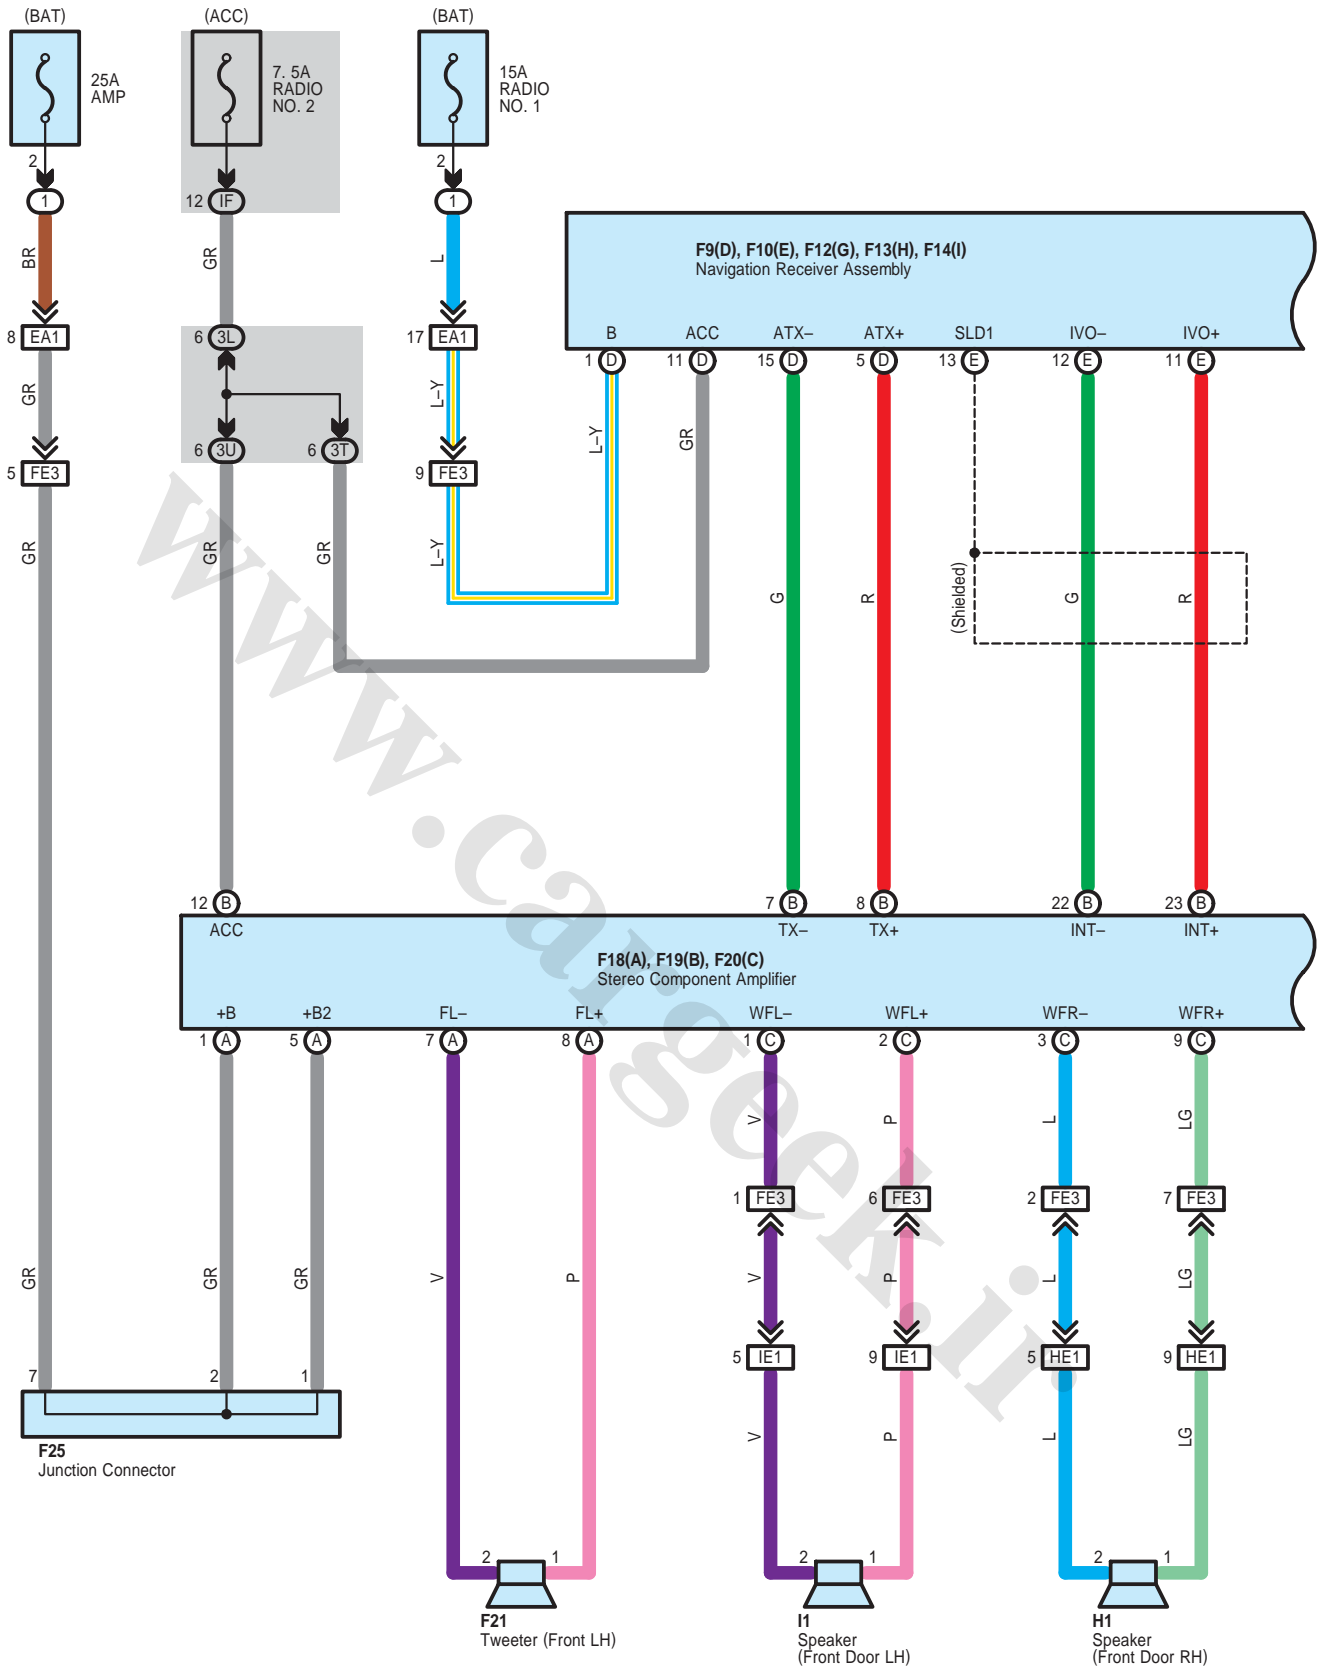 (BAT)
(ACC)
(BAT)
25A
AMP
7. 5A
RADIO
NO. 2
15A
RADIO
NO. 1
2
2
1
12 IF
1
BR
GR
L
F9(D), F10(E), F12(G), F13(H), F14(I)
Navigation Receiver Assembly
8 EA1
6 3L
17 EA1
B
ACC
ATX–
ATX+
SLD1
IVO–
IVO+
1 D
11 D
15 D
5 D
13 E
12 E
11 E
GR
L–Y
L–Y
GR
6 3U
6 3T
5 FE3
9 FE3
GR
GR
GR
L–Y
G
R
(Shielded)
G
R
12 B
7 B
8 B
22 B
23 B
ACC
TX–
TX+
INT–
INT+
F18(A), F19(B), F20(C)
Stereo Component Amplifier
+B
+B2
FL–
FL+
WFL–
WFL+
WFR–
WFR+
1 A
5 A
7 A
8 A
1 C
2 C
3 C
9 C
V
P
L
LG
1 FE3
6 FE3
2 FE3
7 FE3
GR
GR
GR
V
P
V
P
L
LG
5 IE1
9 IE1
5 HE1
9 HE1
7
2
1
V
P
L
LG
F25
Junction Connector
2
1
2
1
2
1
F21
Tweeter (Front LH)
I1
Speaker
(Front Door LH)
H1
Speaker
(Front Door RH)
www.cargeek.ir